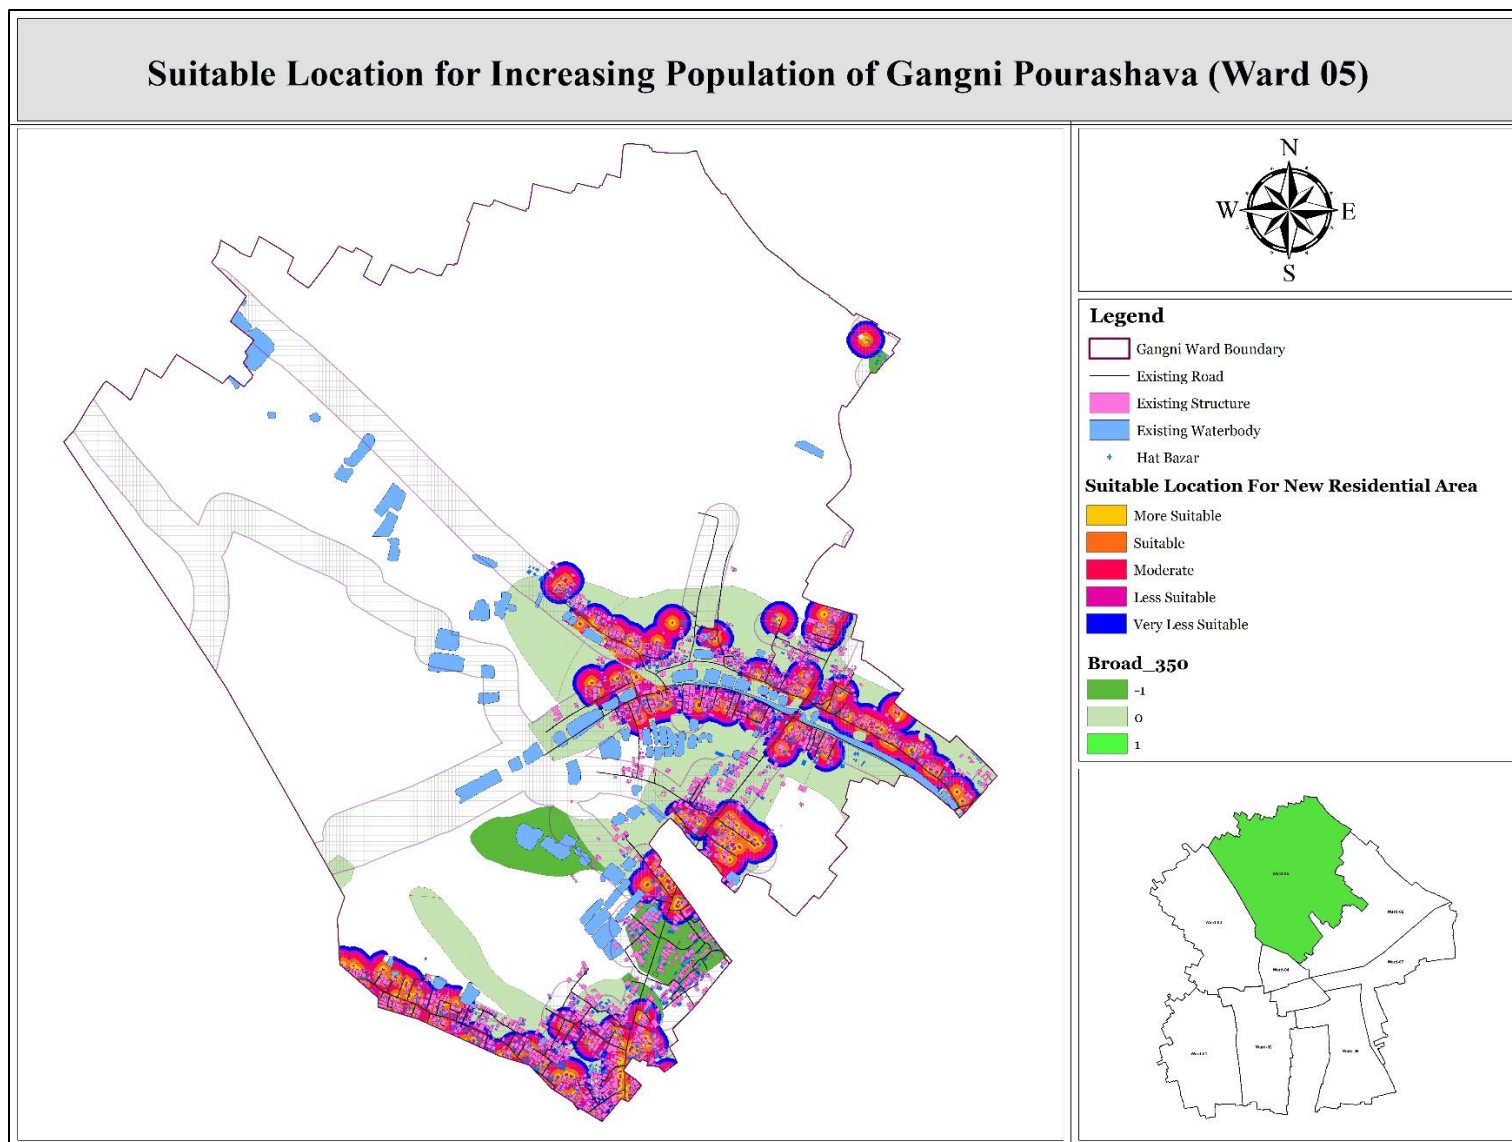 Suitable Location for Increasing Population of Gangni Pourashava (Ward 05)
N
W
E
S
Legend
Gangni Ward Boundary
Existing Road
Existing Structure
Existing Waterbody
Hat Bazar
Suitable Location For New Residential Area
More Suitable
Suitable
Moderate
Less Suitable
Very Less Suitable
Broad_350
-1
0
1